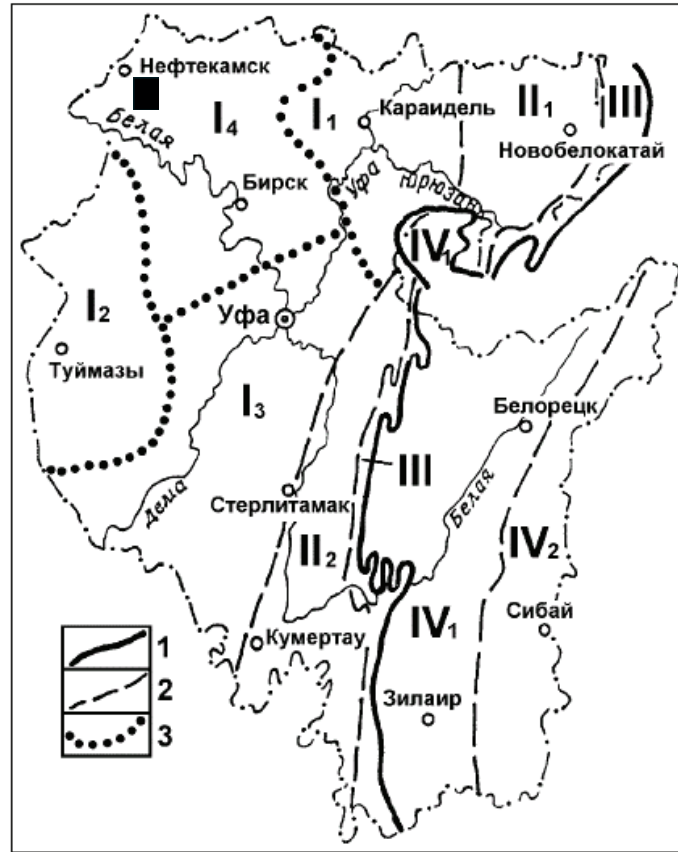 Нефтекамск
Белая
I4
I1
Караидель
II1
III
Новобелокатай
Бирск
Уфа
Юрюзань
IV1
I2
Уфа
Туймазы
I3
Белорецк
III
Дёма
Стерлитамак
Белая
II2
IV2
IV1
Сибай
Кумертау
Зилаир
1
2
3